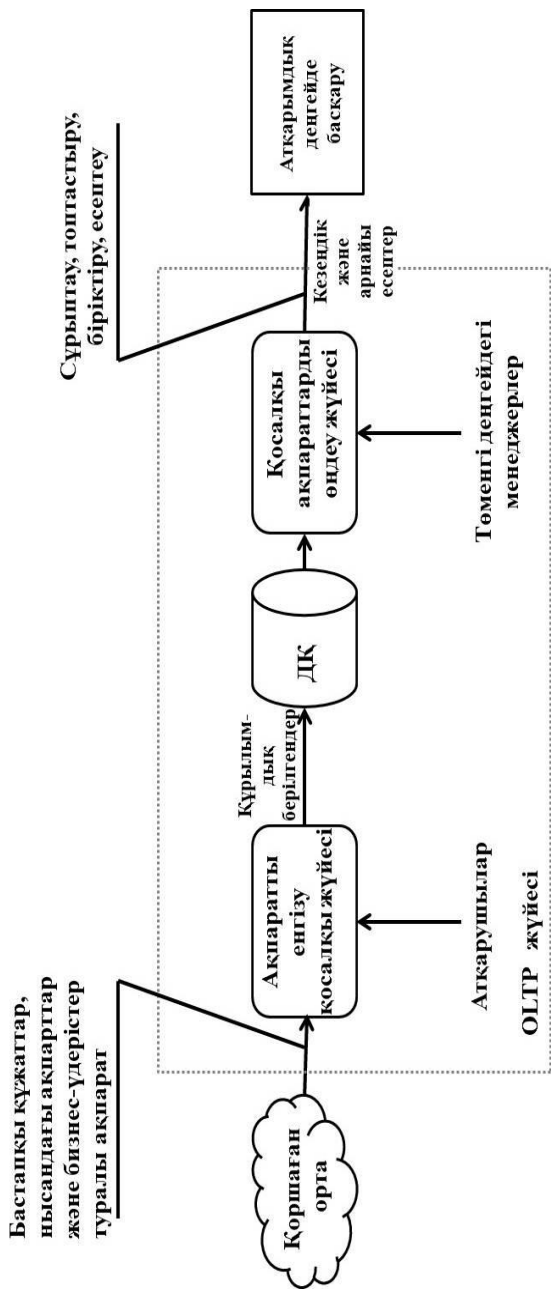 Бастапқы құжаттар,
нысандағы ақпарттар
және бизнес-үдерістер
туралы ақпарат
Сұрыптау, топтастыру,
біріктіру, есептеу
Қоршаған
орта
Ақпаратты
енгізу
қосалқы жүйесі
Құрылым-
дық
берілгендер
ДҚ
Қосалқы
ақпараттарды
өңдеу жүйесі
Кезеңдік
және
арнайы
есептер
Атқарымдық
деңгейде
басқару
Атқарушылар
Төменгі деңгейдегі
менеджерлер
OLTP жүйесі